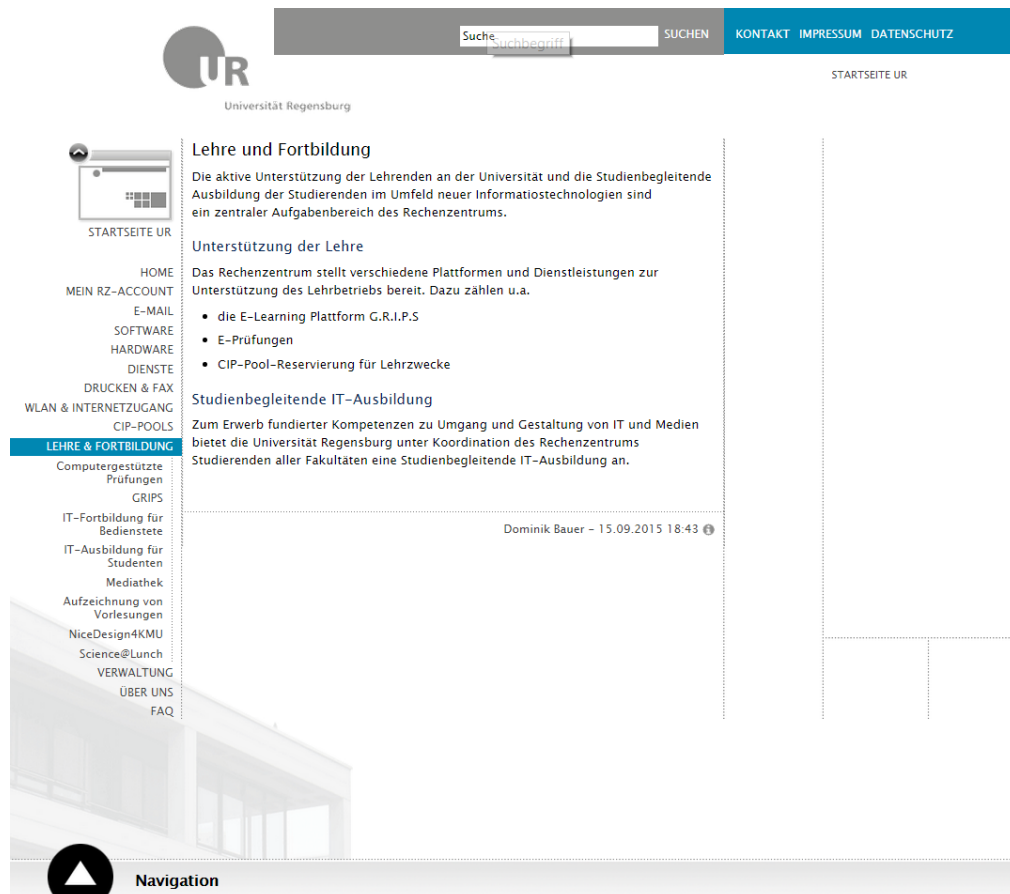 Suche
Suchbegriff
SUCHEN
KONTAKT IMPRESSUM DATENSCHUTZ
STARTSEITE UR
UR
Universität Regensburg
STARTSEITE UR
HOME
MEIN RZ-ACCOUNT
E-MAIL
SOFTWARE
HARDWARE
DIENSTE
DRUCKEN & FAX
WLAN & INTERNETZUGANG
CIP-POOLS
LEHRE & FORTBILDUNG
Computergestützte
Prüfungen
GRIPS
IT-Fortbildung für
Bedienstete
IT-Ausbildung für
Studenten
Mediathek
Aufzeichnung von
Vorlesungen
NiceDesign4KMU
Science@Lunch
VERWALTUNG
ÜBER UNS
FAQ
Lehre und Fortbildung
Die aktive Unterstützung der Lehrenden an der Universität und die Studienbegleitende
Ausbildung der Studierenden im Umfeld neuer Informatiostechnologien sind
ein zentraler Aufgabenbereich des Rechenzentrums.
Unterstützung der Lehre
Das Rechenzentrum stellt verschiedene Plattformen und Dienstleistungen zur
Unterstützung des Lehrbetriebs bereit. Dazu zählen u.a.
• die E-Learning Plattform G.R.I.P.S
• E-Prüfungen
• CIP-Pool-Reservierung für Lehrzwecke
Studienbegleitende IT-Ausbildung
Zum Erwerb fundierter Kompetenzen zu Umgang und Gestaltung von IT und Medien
bietet die Universität Regensburg unter Koordination des Rechenzentrums
Studierenden aller Fakultäten eine Studienbegleitende IT-Ausbildung an.
Dominik Bauer - 15.09.2015 18:43
Navigation